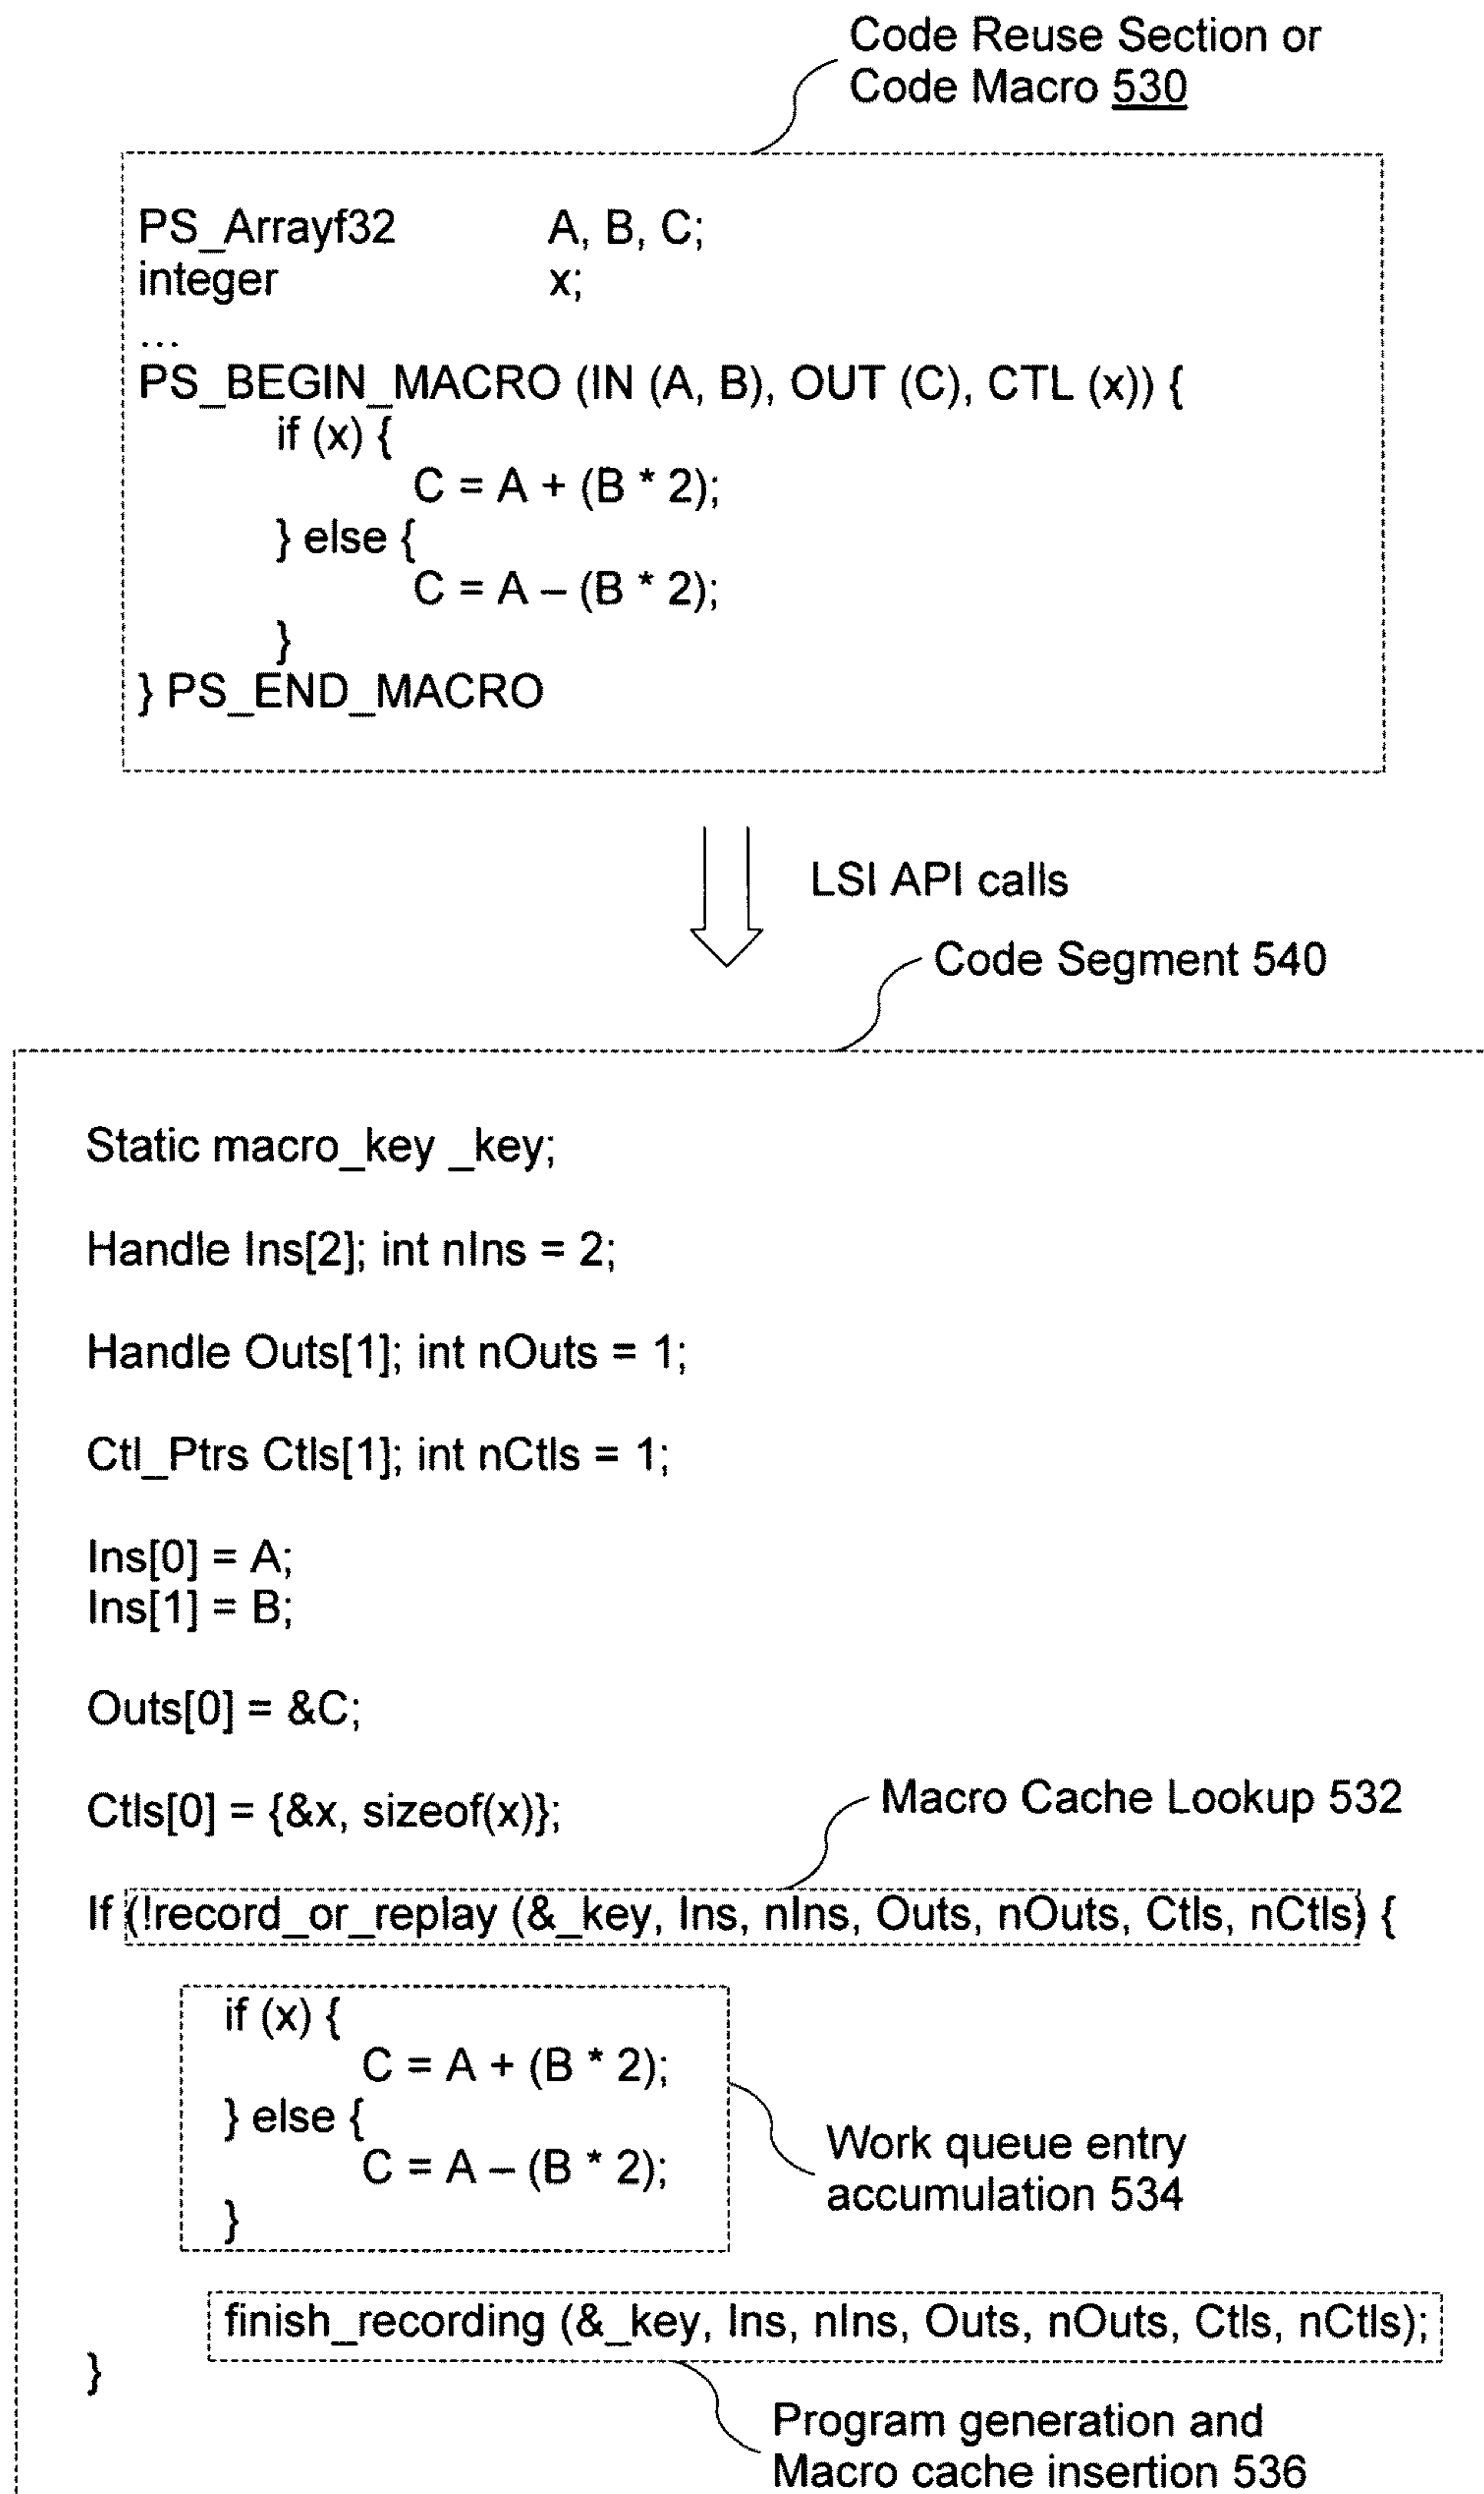 Code Reuse Section or
Code Macro 530
PS_Arrayf32 A, B, C;
integer x;
...
PS_BEGIN_MACRO (IN (A, B), OUT (C), CTL (x)) {
if (x) {
C = A + (B * 2);
} else {
C = A – (B * 2);
}
} PS_END_MACRO
LSI API calls
Code Segment 540
Static macro_key _key;
Handle Ins[2]; int nIns = 2;
Handle Outs[1]; int nOuts = 1;
Ctl_Ptrs Ctls[1]; int nCtls = 1;
Ins[0] = A;
Ins[1] = B;
Outs[0] = &C;
Ctls[0] = {&x, sizeof(x)};
Macro Cache Lookup 532
If (!record_or_replay (&_key, Ins, nIns, Outs, nOuts, Ctls, nCtls) {
if (x) {
C = A + (B * 2);
} else {
C = A – (B * 2);
}
Work queue entry
accumulation 534
finish_recording (&_key, Ins, nIns, Outs, nOuts, Ctls, nCtls);
}
Program generation and
Macro cache insertion 536